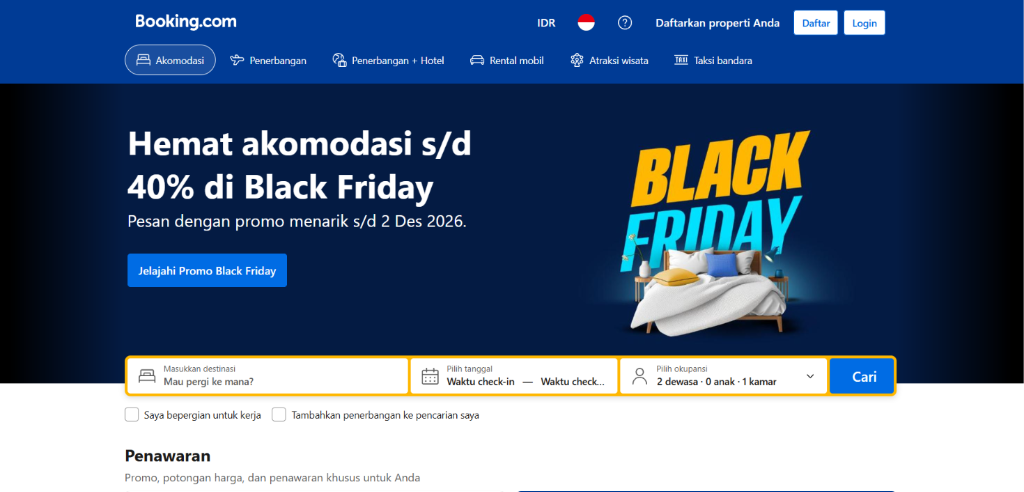 Booking.com
IDR
Daftarkan properti Anda
Daftar
Login
Akomodasi
Penerbangan
Penerbangan + Hotel
Rental mobil
Atraksi wisata
TAXI
Taksi bandara
Hemat akomodasi s/d
40% di Black Friday
Pesan dengan promo menarik s/d 2 Des 2026.
Jelajahi Promo Black Friday
BLACK
FRIDAY
Masukkan destinasi
Mau pergi ke mana?
Pilih tanggal
Waktu check-in — Waktu check...
Pilih okupansi
2 dewasa · 0 anak · 1 kamar
Cari
Saya bepergian untuk kerja
Tambahkan penerbangan ke pencarian saya
Penawaran
Promo, potongan harga, dan penawaran khusus untuk Anda